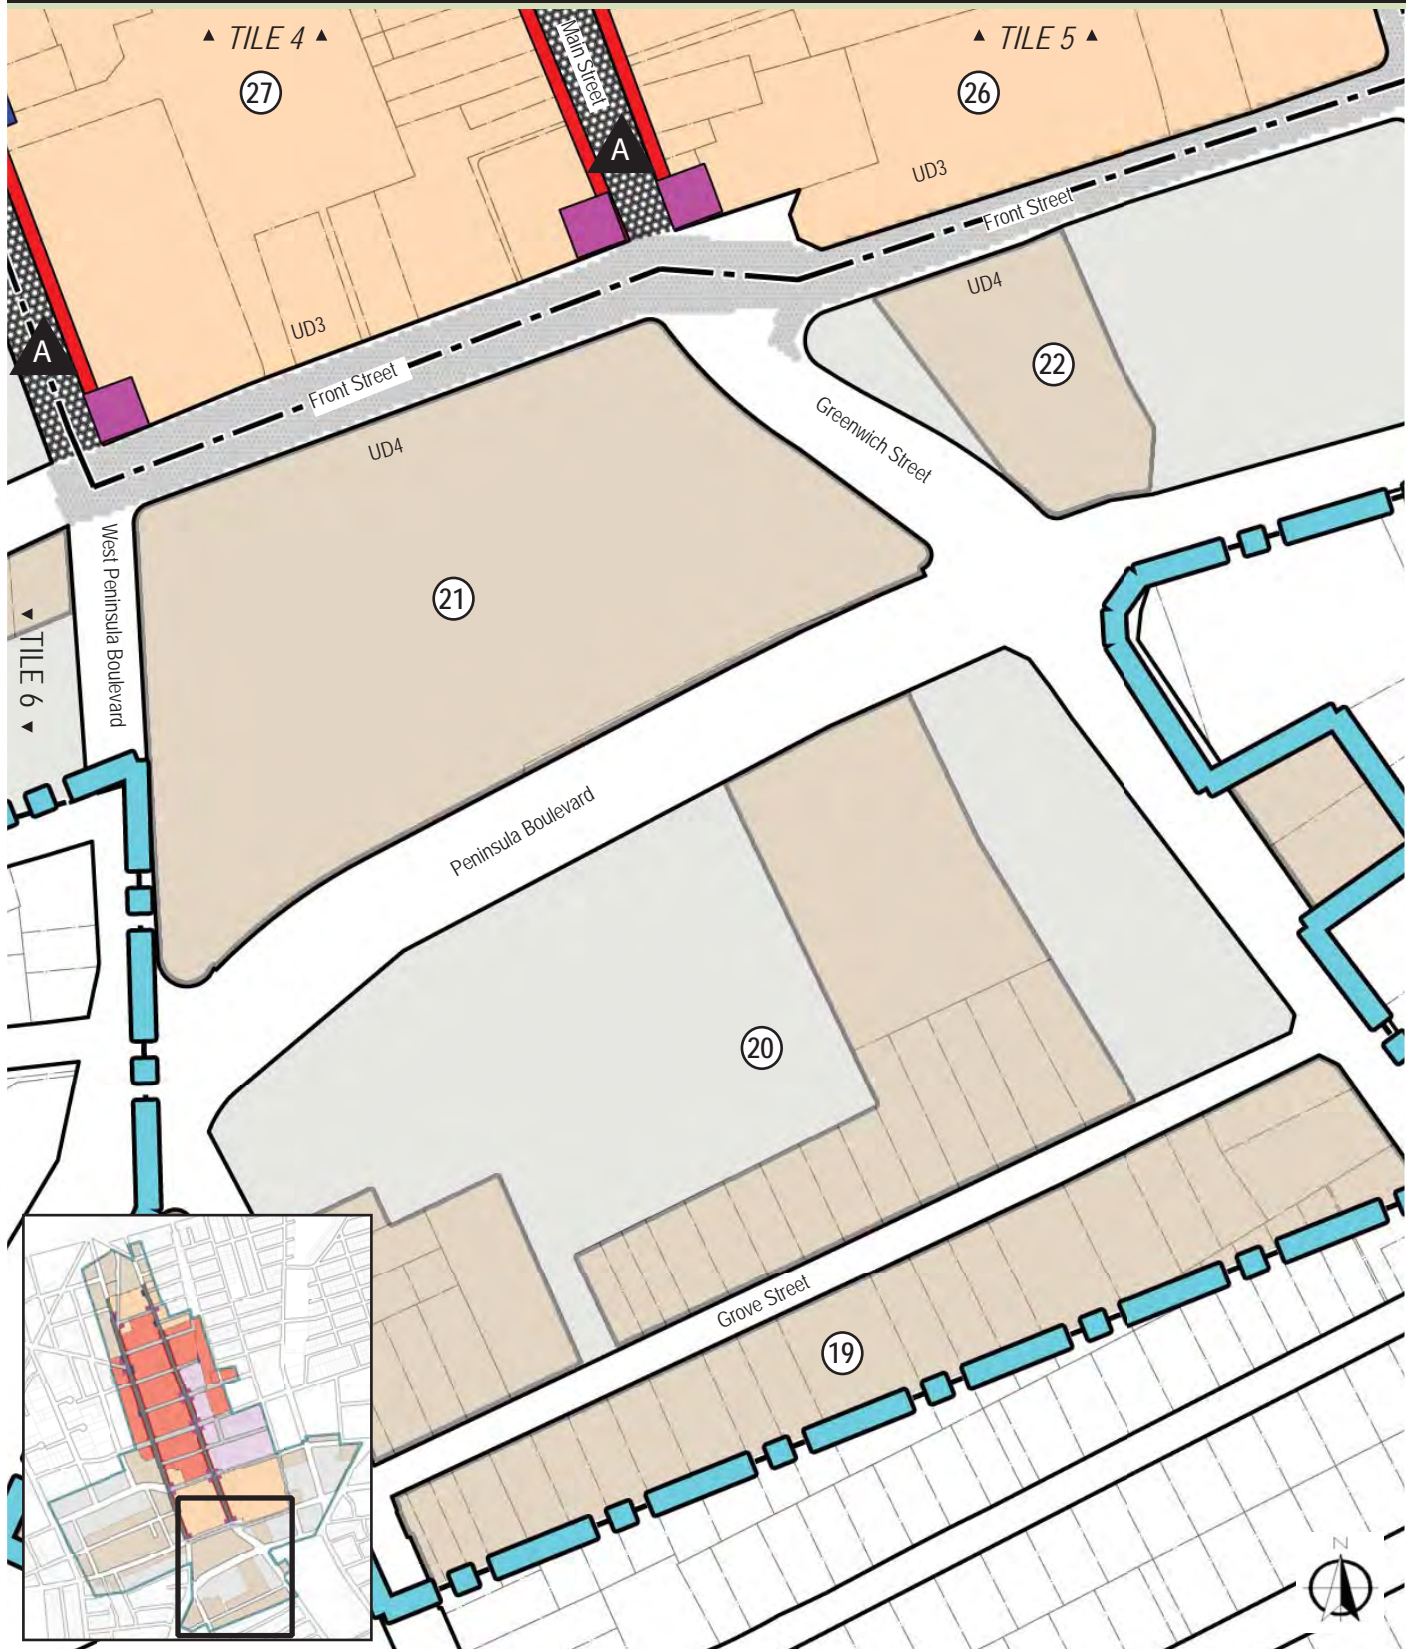 ▲ TILE 4 ▲
Main Street
▲ TILE 5 ▲
27
26
A
UD3
Front Street
UD4
UD3
A
22
Front Street
Greenwich Street
UD4
West Peninsula Boulevard
21
◄ TILE 6 ◄
Peninsula Boulevard
20
Grove Street
19
N